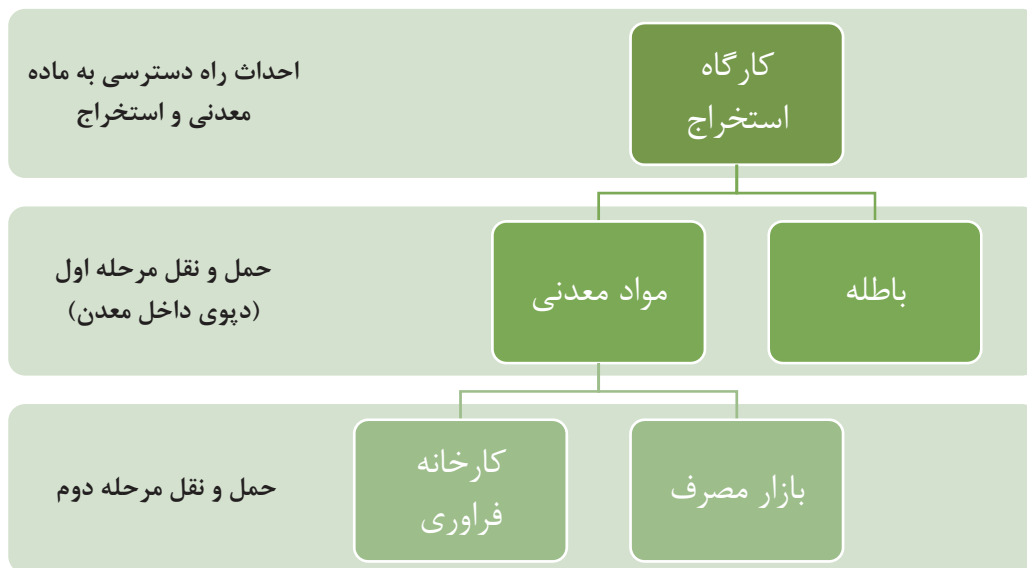 کارگاه
استخراج
احداث راه دسترسی به ماده
معدنی و استخراج
باطله
مواد معدنی
حمل و نقل مرحله اول
(دپوی داخل معدن)
بازار مصرف
کارخانه
فراوری
حمل و نقل مرحله دوم